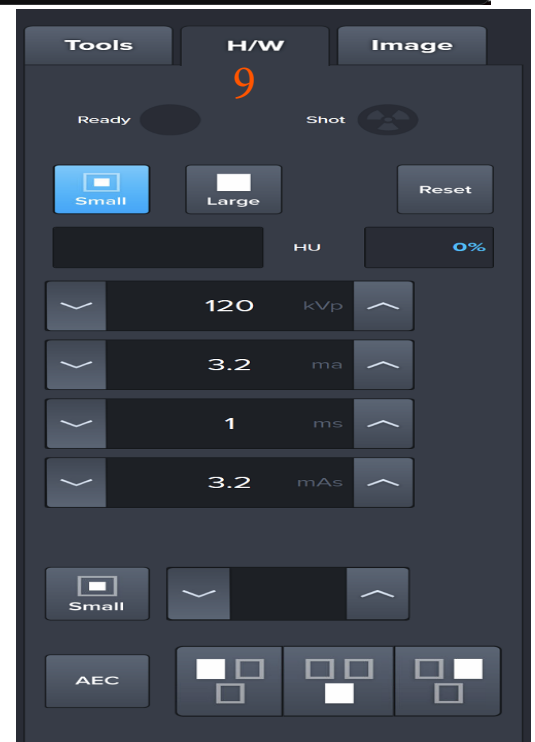 Tools H/W Image
9
Ready Shot
Small Large Reset
HU 0%
120 kVp
3.2 ma
1 ms
3.2 mAs
Small
AEC